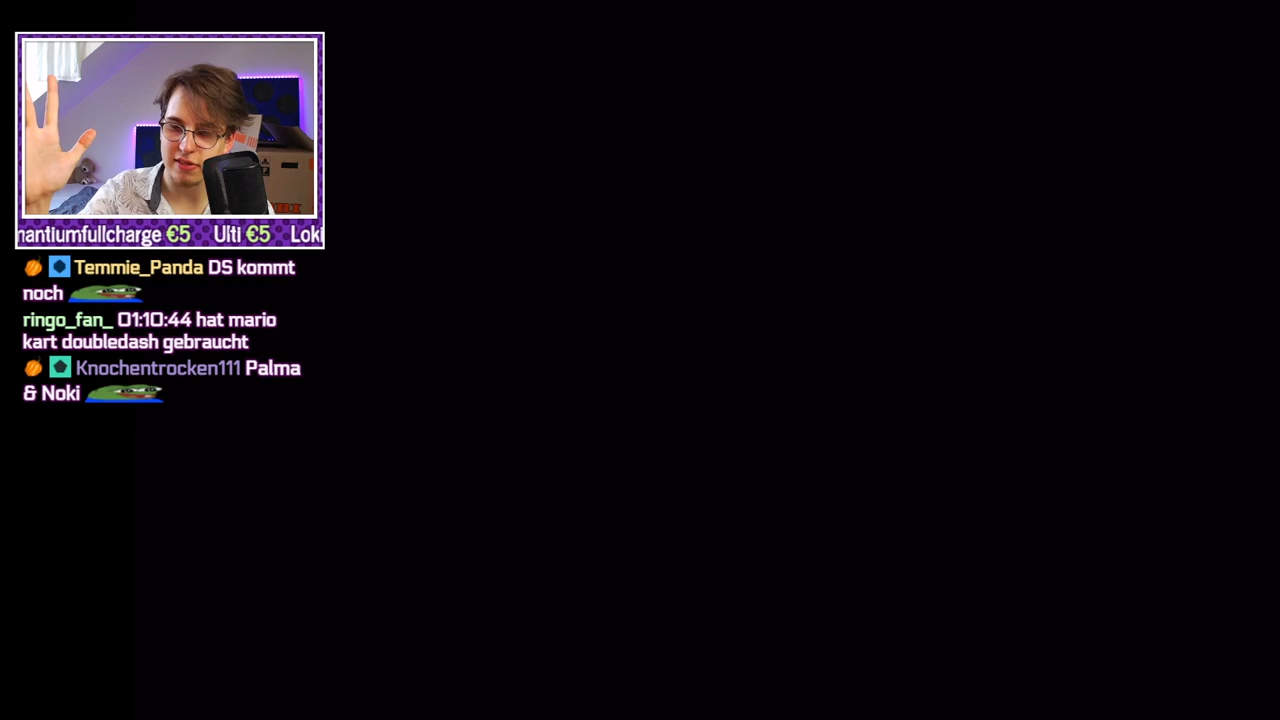 nantiumfullcharge €5 Ulti €5 Loki
Temmie_Panda DS kommt
noch
ringo_fan_ 01:10:44 hat mario
kart doubledash gebraucht
Knochentrocken111 Palma
& Noki